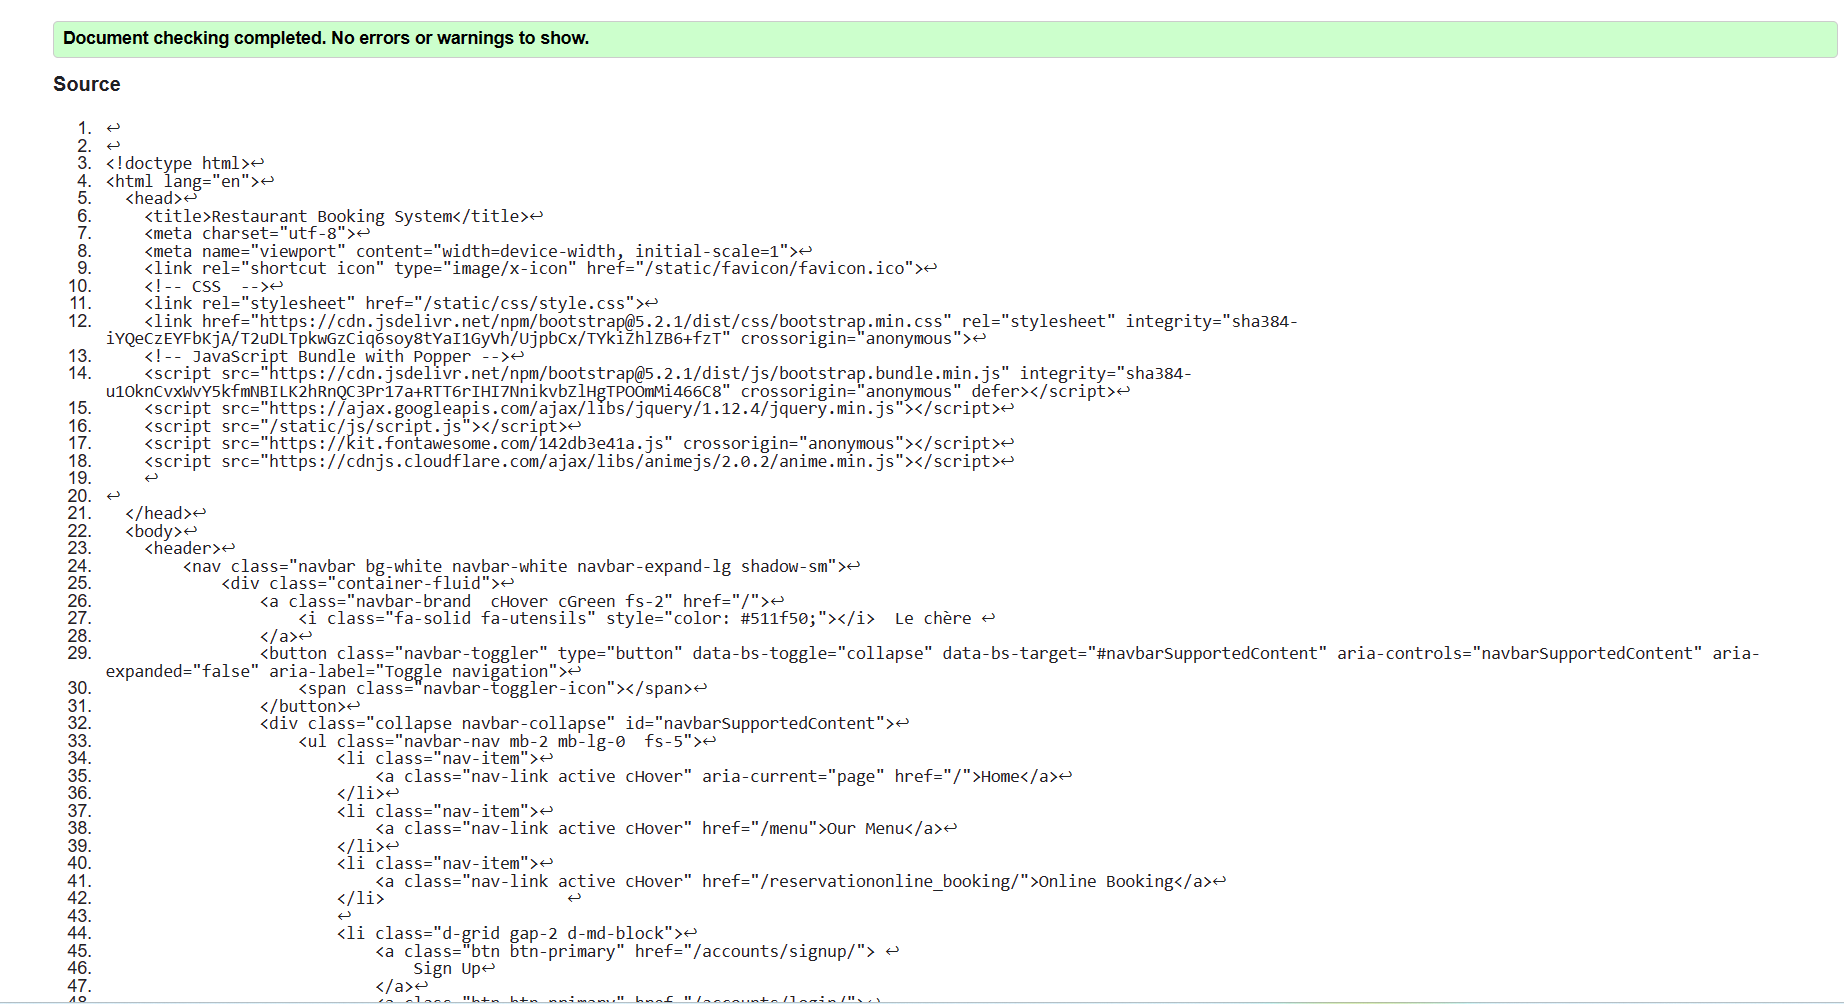 Document checking completed. No errors or warnings to show.
Source
1. ↩
2. ↩
3. <!doctype html>↩
4. <html lang="en">↩
5. <head>↩
6. <title>Restaurant Booking System</title>↩
7. <meta charset="utf-8">↩
8. <meta name="viewport" content="width=device-width, initial-scale=1">↩
9. <link rel="shortcut icon" type="image/x-icon" href="/static/favicon/favicon.ico">↩
10. <!-- CSS  -->↩
11. <link rel="stylesheet" href="/static/css/style.css">↩
12. <link href="https://cdn.jsdelivr.net/npm/bootstrap@5.2.1/dist/css/bootstrap.min.css" rel="stylesheet" integrity="sha384-
iYQeCzEYFbKjA/T2uDLTpkwGzCiq6soy8tYaI1GyVh/UjpbCx/TYkiZhlZB6+fzT" crossorigin="anonymous">↩
13. <!-- JavaScript Bundle with Popper -->↩
14. <script src="https://cdn.jsdelivr.net/npm/bootstrap@5.2.1/dist/js/bootstrap.bundle.min.js" integrity="sha384-
u1OknCvxWvY5kfmNBILK2hRnQC3Pr17a+RTT6rIHI7NnikvbZlHgTPOOmMi466C8" crossorigin="anonymous" defer></script>↩
15. <script src="https://ajax.googleapis.com/ajax/libs/jquery/1.12.4/jquery.min.js"></script>↩
16. <script src="/static/js/script.js"></script>↩
17. <script src="https://kit.fontawesome.com/142db3e41a.js" crossorigin="anonymous"></script>↩
18. <script src="https://cdnjs.cloudflare.com/ajax/libs/animejs/2.0.2/anime.min.js"></script>↩
19. ↩
20. ↩
21. </head>↩
22. <body>↩
23. <header>↩
24. <nav class="navbar bg-white navbar-white navbar-expand-lg shadow-sm">↩
25. <div class="container-fluid">↩
26. <a class="navbar-brand  cHover cGreen fs-2" href="/">↩
27. <i class="fa-solid fa-utensils" style="color: #511f50;"></i>  Le chère ↩
28. </a>↩
29. <button class="navbar-toggler" type="button" data-bs-toggle="collapse" data-bs-target="#navbarSupportedContent" aria-controls="navbarSupportedContent" aria-
expanded="false" aria-label="Toggle navigation">↩
30. <span class="navbar-toggler-icon"></span>↩
31. </button>↩
32. <div class="collapse navbar-collapse" id="navbarSupportedContent">↩
33. <ul class="navbar-nav mb-2 mb-lg-0  fs-5">↩
34. <li class="nav-item">↩
35. <a class="nav-link active cHover" aria-current="page" href="/">Home</a>↩
36. </li>↩
37. <li class="nav-item">↩
38. <a class="nav-link active cHover" href="/menu">Our Menu</a>↩
39. </li>↩
40. <li class="nav-item">↩
41. <a class="nav-link active cHover" href="/reservationonline_booking/">Online Booking</a>↩
42. </li> ↩
43. ↩
44. <li class="d-grid gap-2 d-md-block">↩
45. <a class="btn btn-primary" href="/accounts/signup/"> ↩
46. Sign Up↩
47. </a>↩
48. <a class="btn btn-primary" href="/accounts/login/">↩